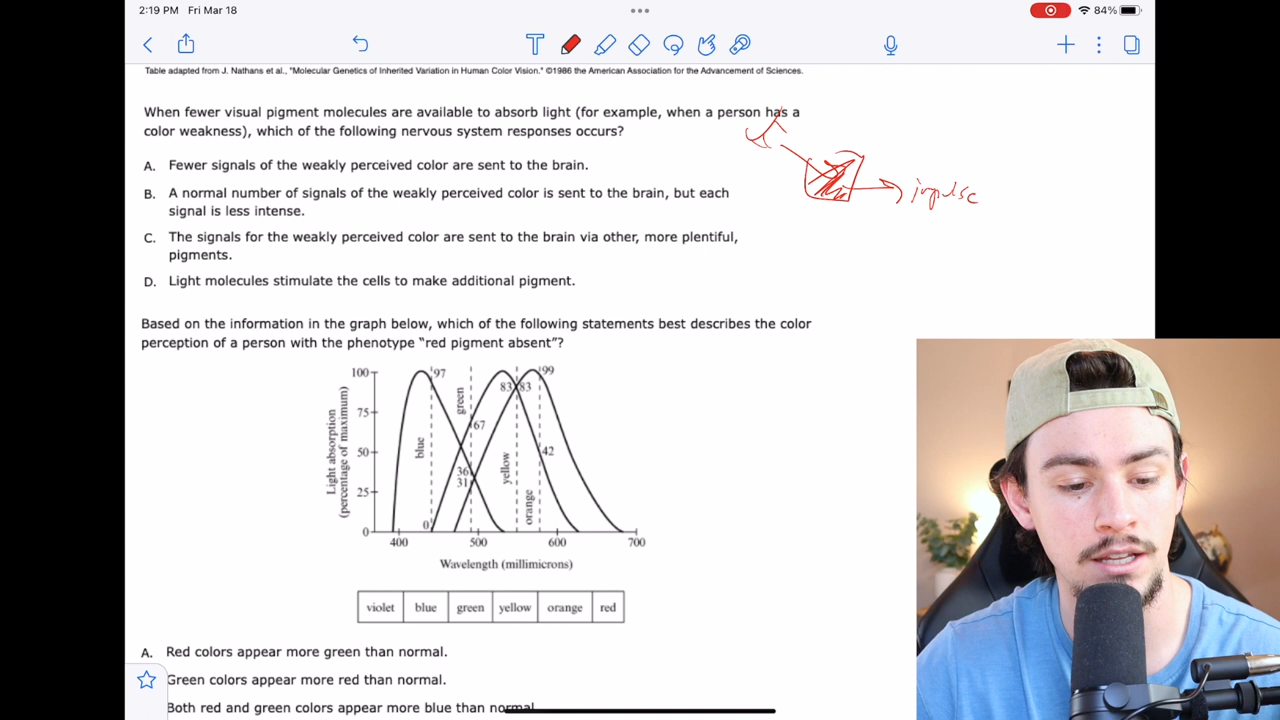 2:19 PM Fri Mar 18
84%
Table adapted from J. Nathans et al., "Molecular Genetics of Inherited Variation in Human Color Vision." ©1986 the American Association for the Advancement of Sciences.
When fewer visual pigment molecules are available to absorb light (for example, when a person has a
color weakness), which of the following nervous system responses occurs?
A. Fewer signals of the weakly perceived color are sent to the brain.
B. A normal number of signals of the weakly perceived color is sent to the brain, but each
signal is less intense.
C. The signals for the weakly perceived color are sent to the brain via other, more plentiful,
pigments.
D. Light molecules stimulate the cells to make additional pigment.
impulse
Based on the information in the graph below, which of the following statements best describes the color
perception of a person with the phenotype “red pigment absent”?
Light absorption
(percentage of maximum)
100
75
50
25
0
97
83
83
99
67
42
36
31
0
blue
green
yellow
orange
400
500
600
700
Wavelength (millimicrons)
violet blue green yellow orange red
A. Red colors appear more green than normal.
Green colors appear more red than normal.
Both red and green colors appear more blue than normal.